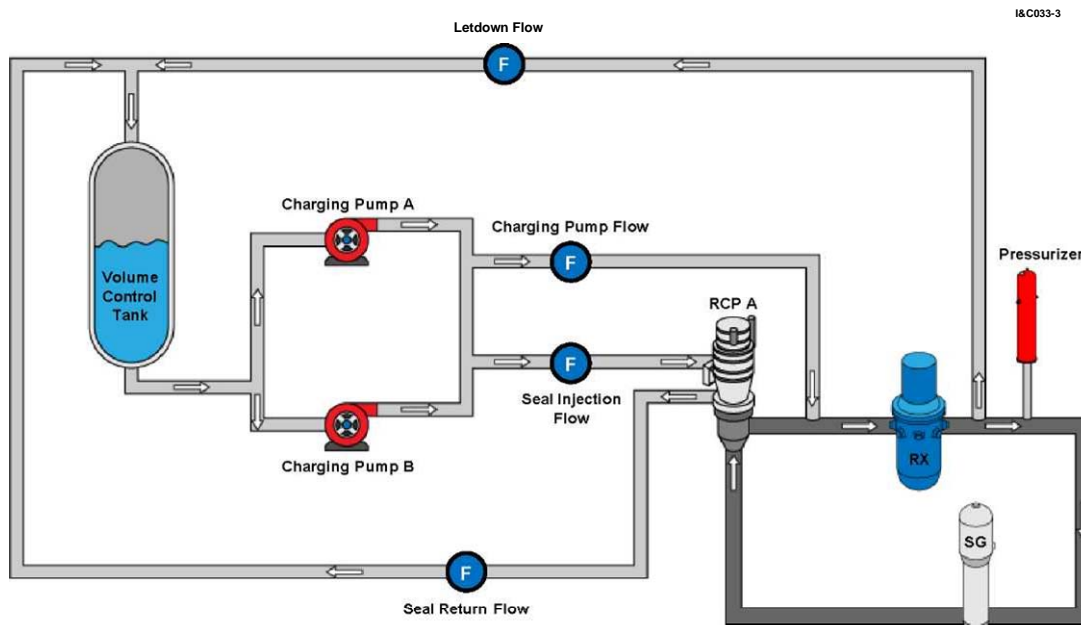 I&C033-3
Letdown Flow
F
Charging Pump A
Charging Pump Flow
F
Pressurizer
Volume
Control
Tank
RCP A
F
Seal Injection
Flow
Charging Pump B
RX
SG
F
Seal Return Flow